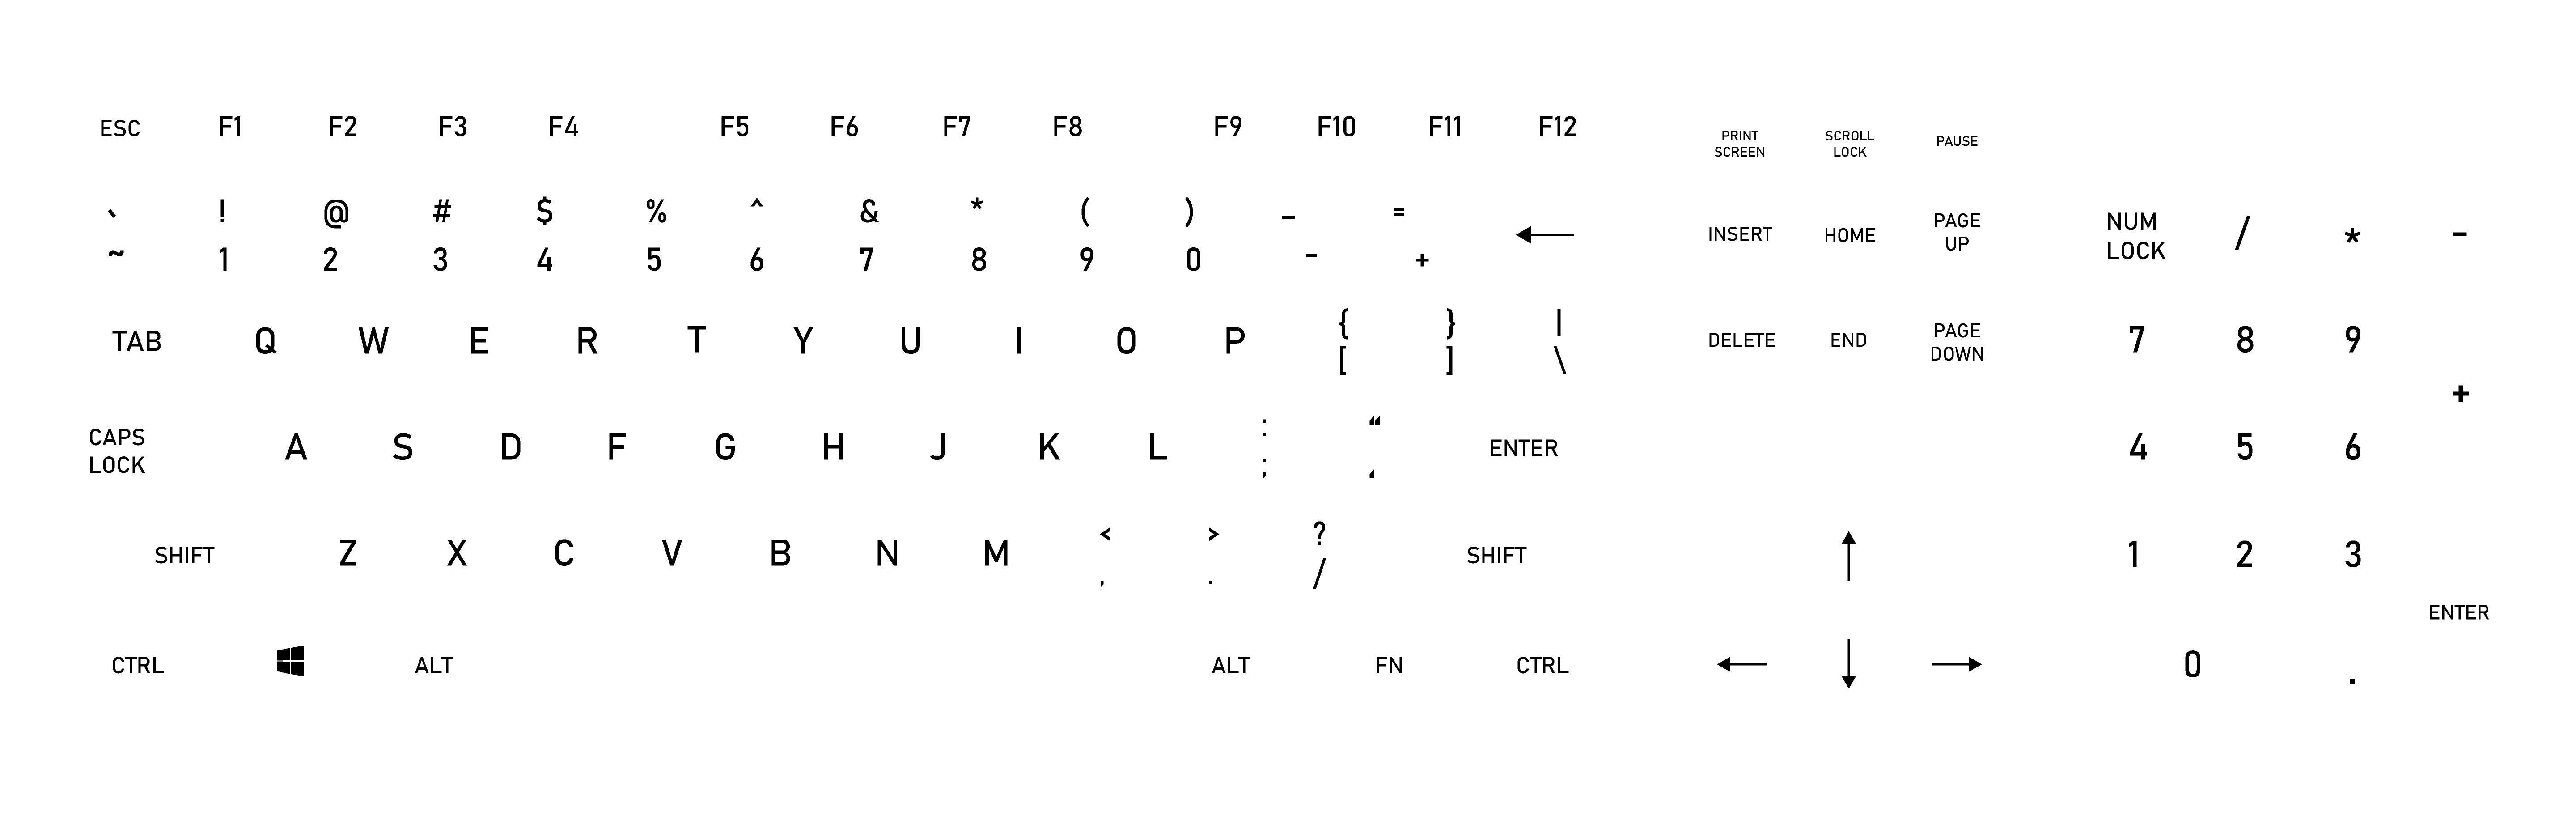 ESC F1 F2 F3 F4 F5 F6 F7 F8 F9 F10 F11 F12
PRINT SCROLL PAUSE
SCREEN LOCK
` ! @ # $ % ^ & * ( ) _ =
~ 1 2 3 4 5 6 7 8 9 0 - +
←
INSERT HOME PAGE
UP
NUM / * -
LOCK
TAB Q W E R T Y U I O P { } |
[ ] \
DELETE END PAGE
DOWN
7 8 9
+
CAPS
LOCK
A S D F G H J K L : “
; ‘
ENTER
4 5 6
SHIFT Z X C V B N M < > ?
, . /
SHIFT
↑
1 2 3
ENTER
CTRL ALT ALT FN CTRL
← ↓ →
0 .